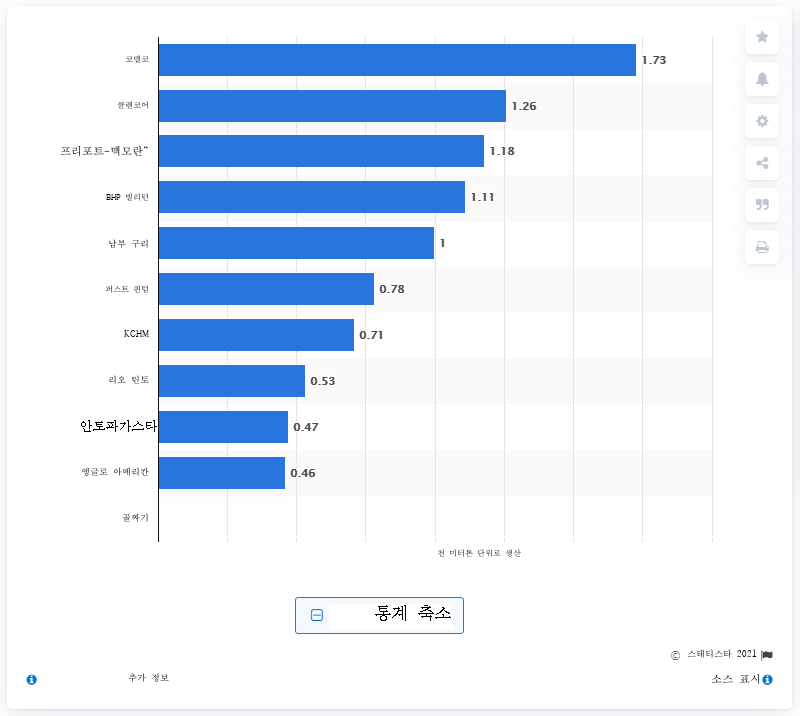 코델코
1.73
글렌코어
1.26
프리포트-맥모란“
1.18
BHP 빌리턴
1.11
남부 구리
1
퍼스트 퀀텀
0.78
KGHM
0.71
리오 틴토
0.53
안토파가스타
0.47
앵글로 아메리칸
0.46
골짜기
천 미터톤 단위로 생산
통계 축소
© 스태티스타 2021
추가 정보
소스 표시